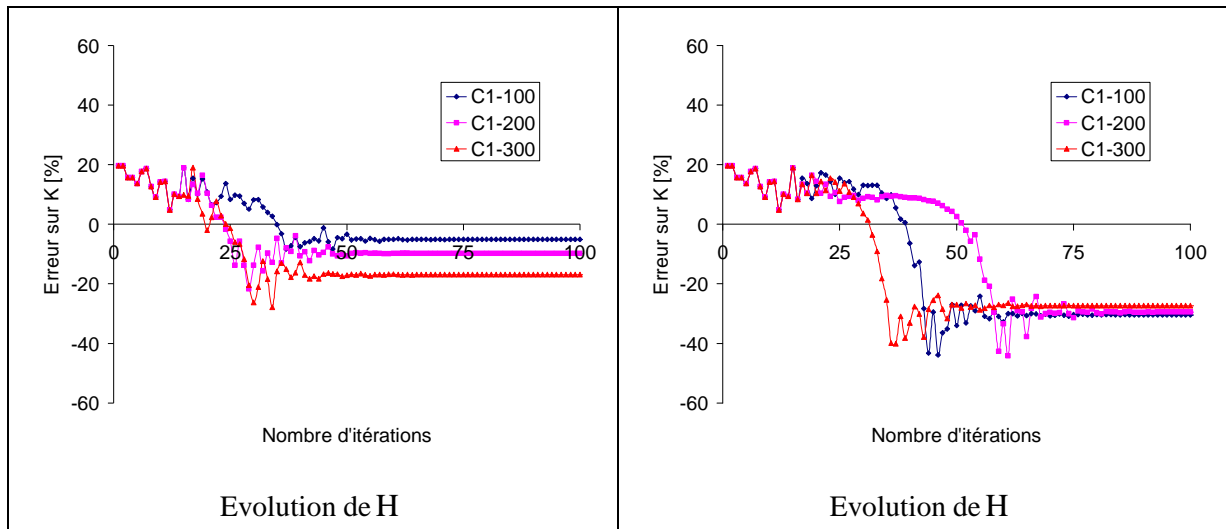 60
40
20
0
-20
-40
-60
0
25
50
75
100
Erreur sur K [%]
Nombre d'itérations
C1-100
C1-200
C1-300
Evolution de H
60
40
20
0
-20
-40
-60
0
25
50
75
100
Erreur sur K [%]
Nombre d'itérations
C1-100
C1-200
C1-300
Evolution de H